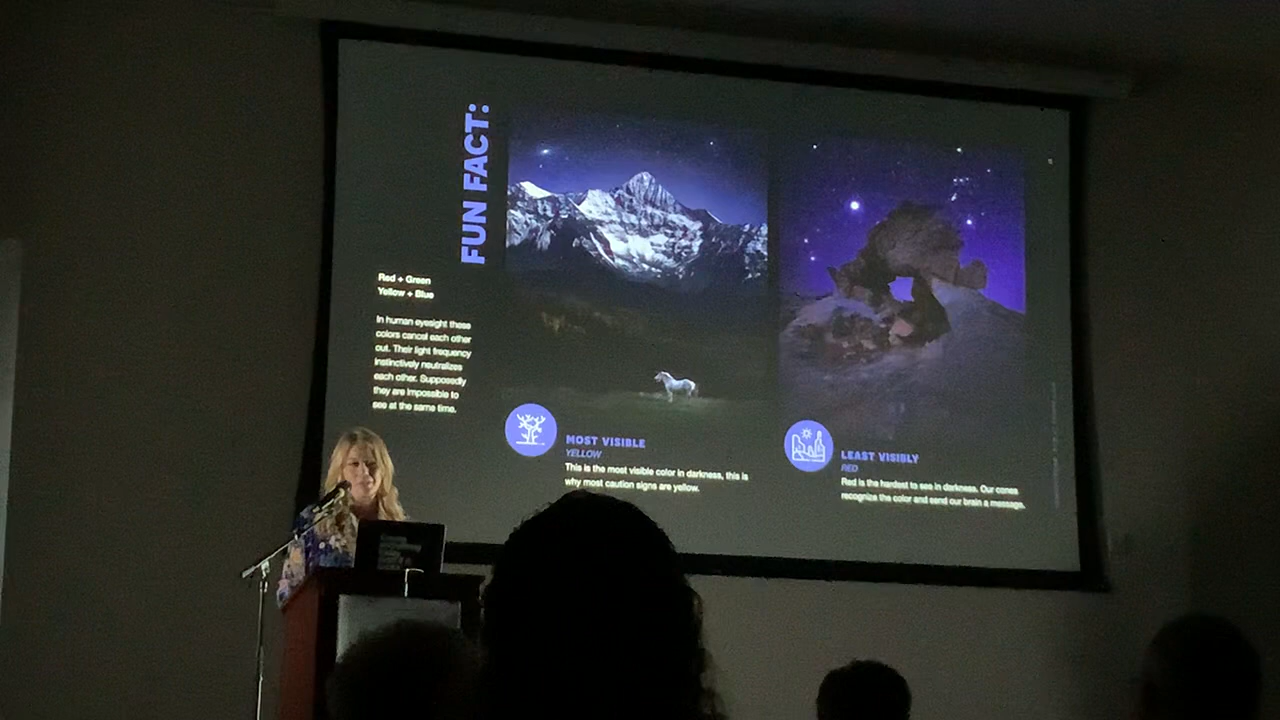 FUN FACT:
Red + Green
Yellow + Blue
In human eyesight these
colors cancel each other
out. Their light frequency
instinctively neutralizes
each other. Supposedly
they are impossible to
see at the same time.
MOST VISIBLE
YELLOW
This is the most visible color in darkness, this is
why most caution signs are yellow.
LEAST VISIBLY
RED
Red is the hardest to see in darkness. Our cones
recognize the color and send our brain a message.